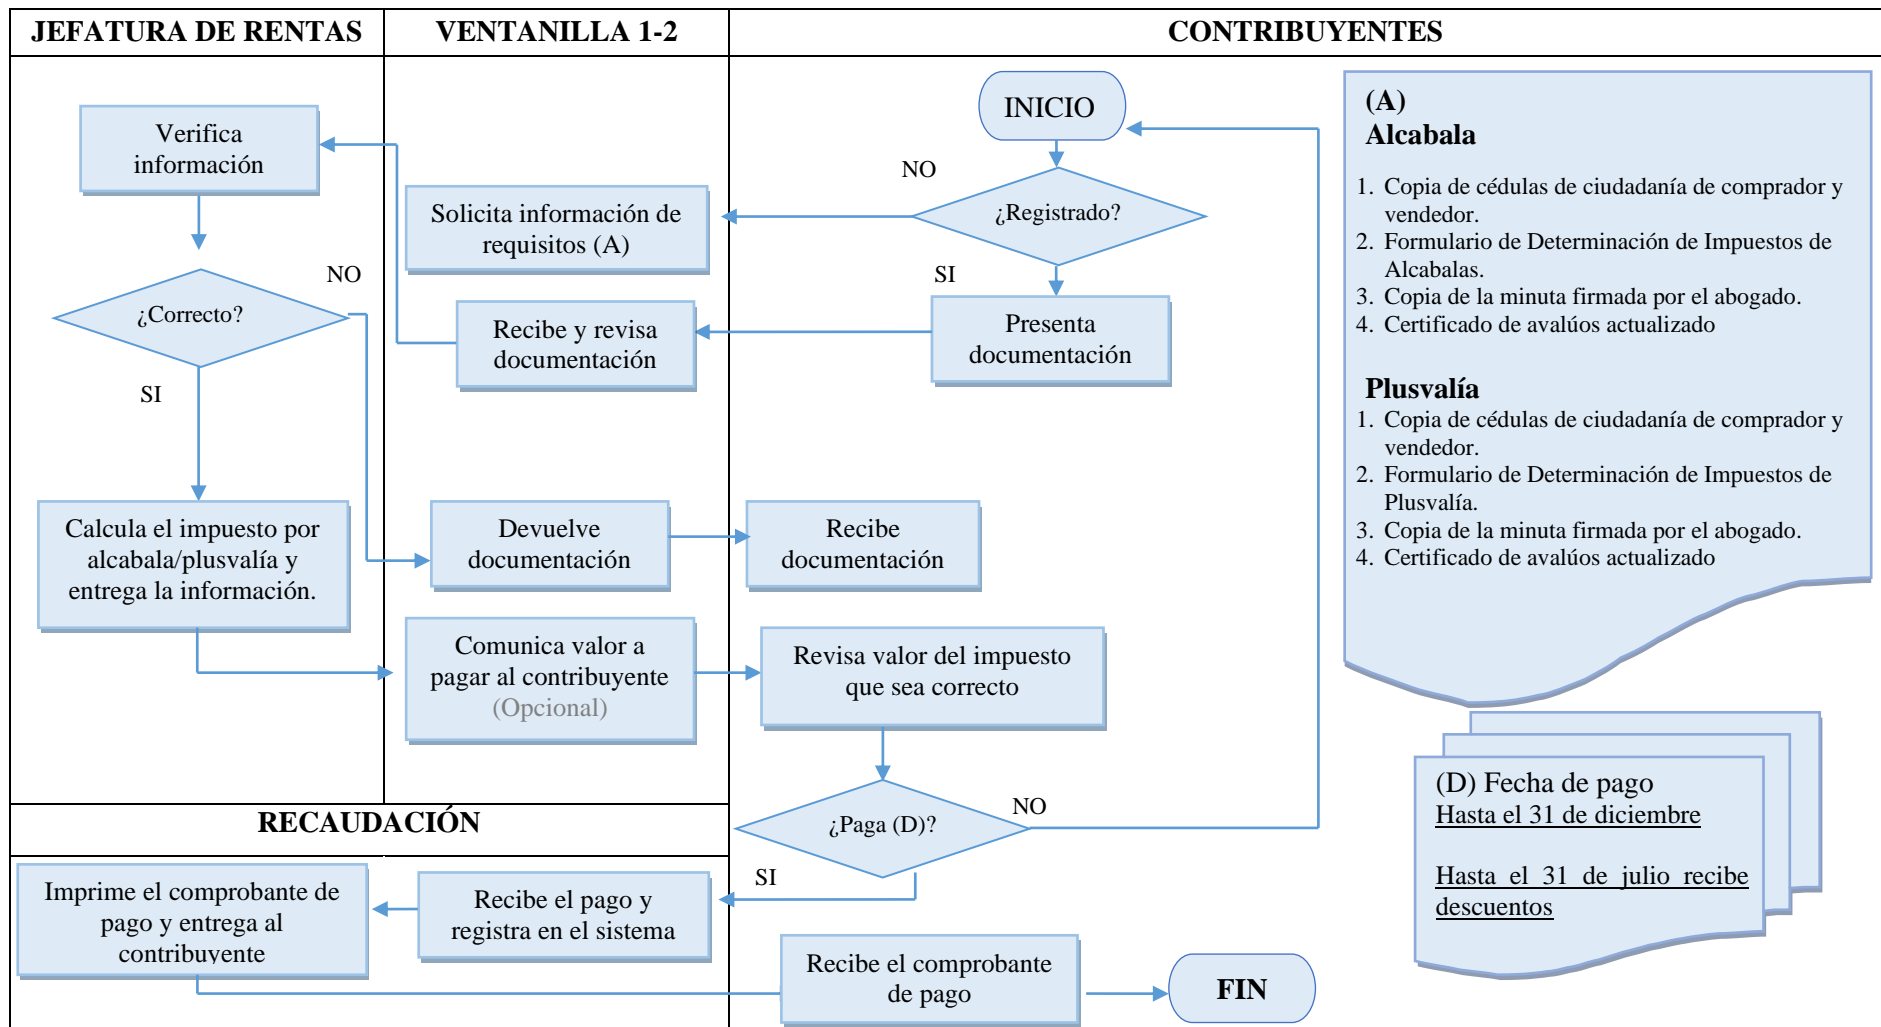 JEFATURA DE RENTAS
VENTANILLA 1-2
CONTRIBUYENTES
INICIO
Verifica
información
NO
¿Registrado?
Solicita información de
requisitos (A)
SI
¿Correcto?
NO
Recibe y revisa
documentación
Presenta
documentación
SI
Calcula el impuesto por
alcabala/plusvalía y
entrega la información.
Devuelve
documentación
Recibe
documentación
Comunica valor a
pagar al contribuyente
(Opcional)
Revisa valor del impuesto
que sea correcto
¿Paga (D)?
NO
SI
RECAUDACIÓN
Imprime el comprobante de
pago y entrega al
contribuyente
Recibe el pago y
registra en el sistema
Recibe el comprobante
de pago
FIN
(A)
Alcabala
1. Copia de cédulas de ciudadanía de comprador y
vendedor.
2. Formulario de Determinación de Impuestos de
Alcabalas.
3. Copia de la minuta firmada por el abogado.
4. Certificado de avalúos actualizado
Plusvalía
1. Copia de cédulas de ciudadanía de comprador y
vendedor.
2. Formulario de Determinación de Impuestos de
Plusvalía.
3. Copia de la minuta firmada por el abogado.
4. Certificado de avalúos actualizado
(D) Fecha de pago
Hasta el 31 de diciembre
Hasta el 31 de julio recibe
descuentos